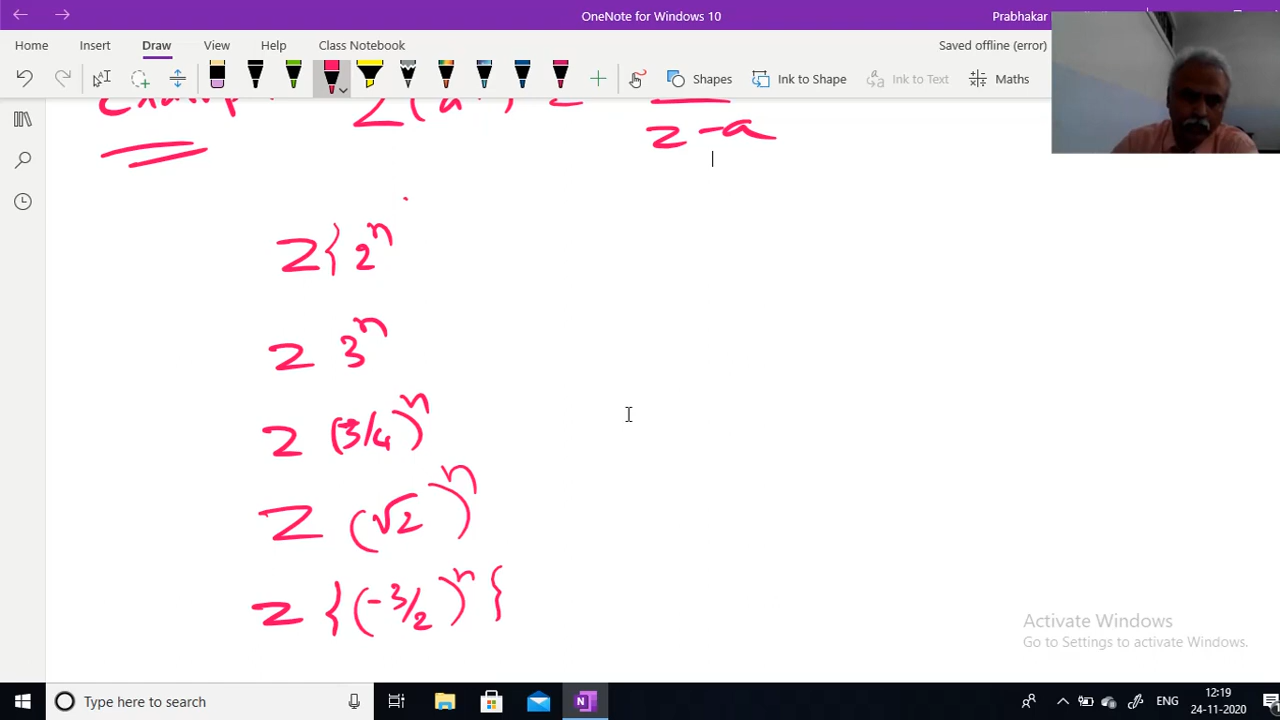 OneNote for Windows 10
Prabhakar
Home Insert Draw View Help Class Notebook
Saved offline (error)
Shapes Ink to Shape Ink to Text Maths
Z(a
z-a
Z{2ⁿ
Z 3ⁿ
Z (3/4)ⁿ
Z (√2)ⁿ
Z {(-3/2)ⁿ}
Activate Windows
Go to Settings to activate Windows.
Type here to search
ENG
12:19
24-11-2020